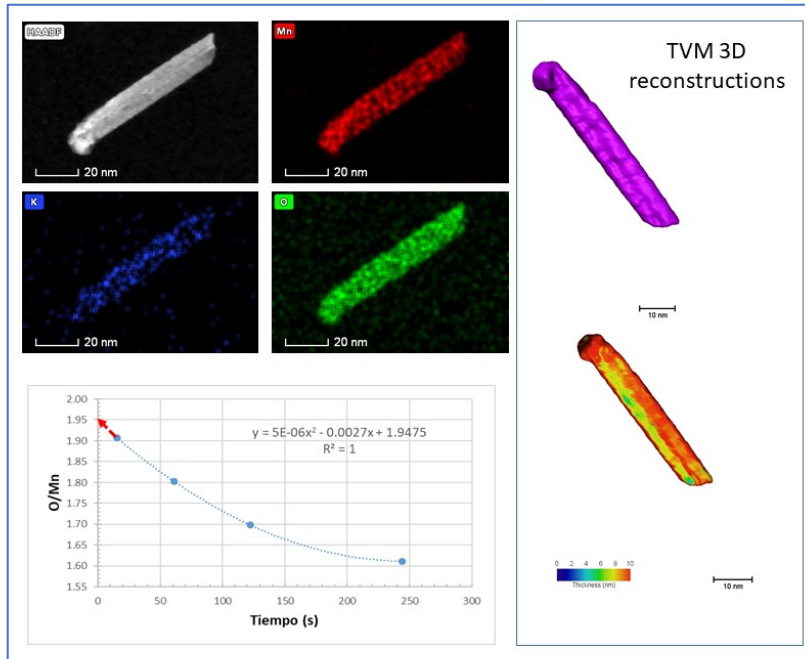 HAADF
20 nm
Mn
20 nm
K
20 nm
O
20 nm
2.00
1.95
1.90
1.85
1.80
1.75
1.70
1.65
1.60
1.55
O/Mn
y = 5E-06x² - 0.0027x + 1.9475
R² = 1
0
50
100
150
200
250
300
Tiempo (s)
TVM 3D
reconstructions
10 nm
0 2 4 6 8 10
Thickness (nm)
10 nm